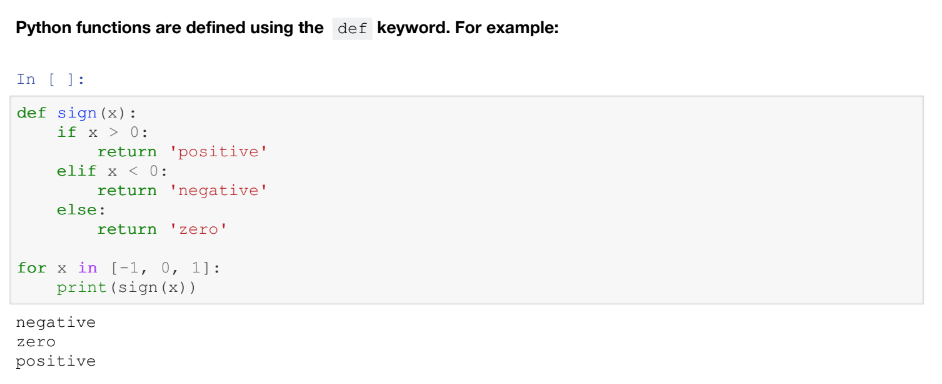 Python functions are defined using the def keyword. For example:
In [ ]:
def sign(x):
    if x > 0:
        return 'positive'
    elif x < 0:
        return 'negative'
    else:
        return 'zero'
for x in [-1, 0, 1]:
    print(sign(x))
negative
zero
positive